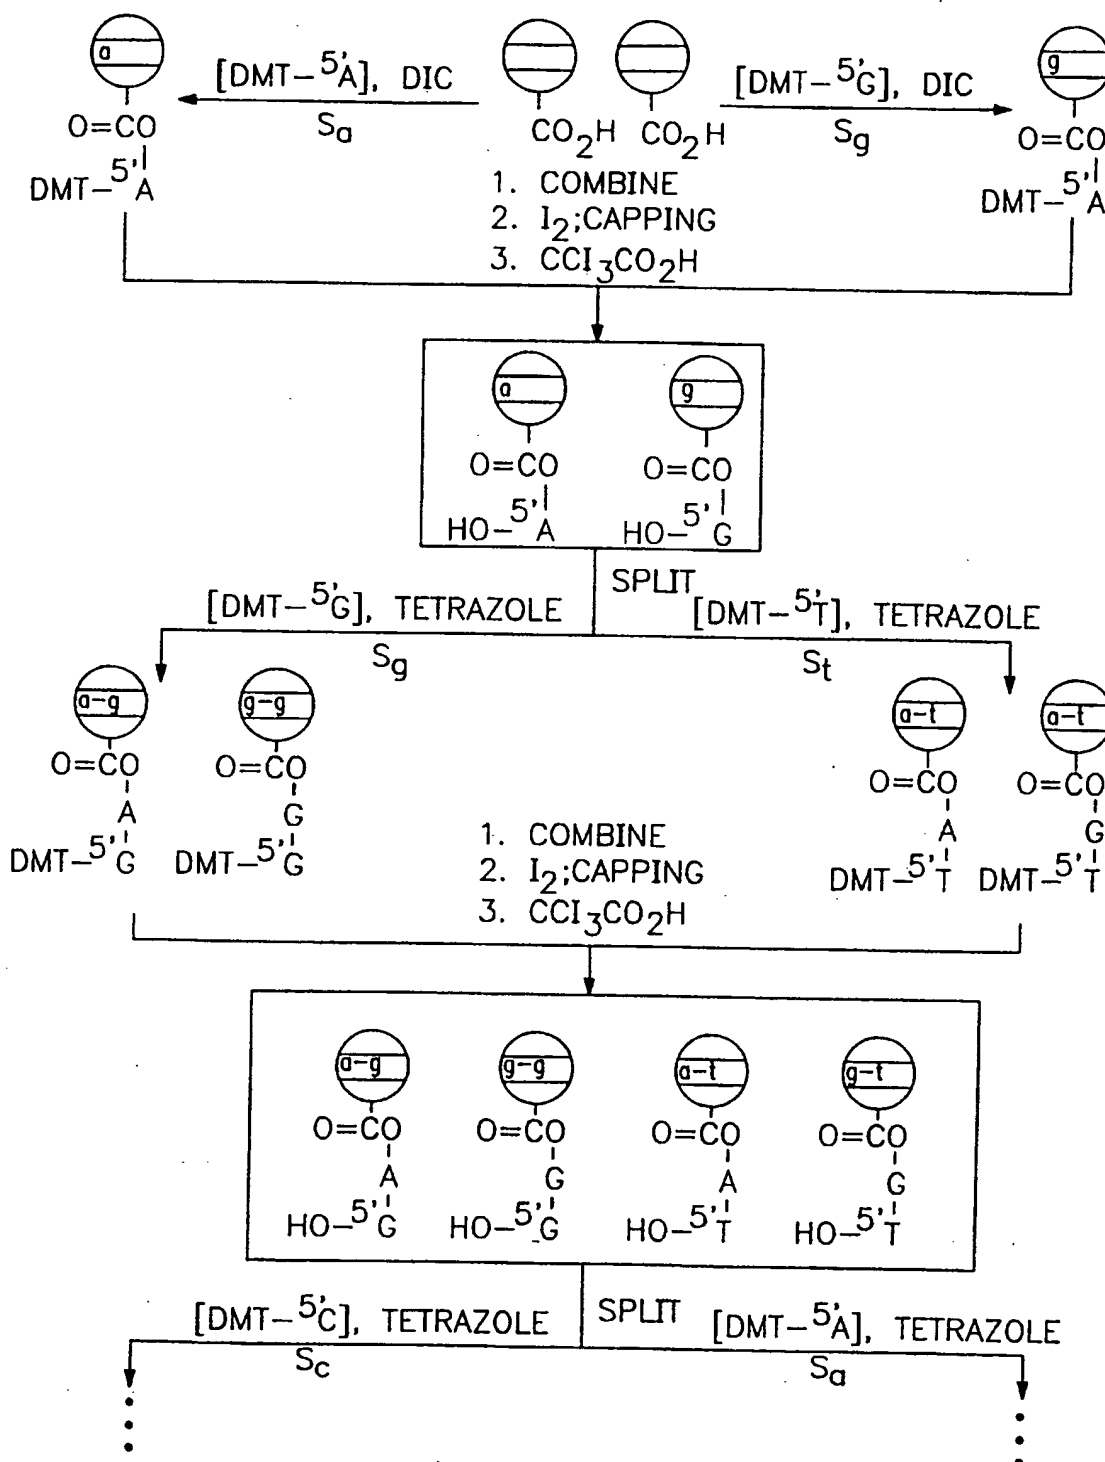 a
g
[DMT-5'A], DIC
[DMT-5'G], DIC
Sa
Sg
O=CO
CO2H
CO2H
O=CO
DMT-5'A
DMT-5'A
1. COMBINE
2. I2;CAPPING
3. CCI3CO2H
a
g
O=CO
O=CO
HO-5'A
HO-5'G
SPLIT
[DMT-5'G], TETRAZOLE
[DMT-5'T], TETRAZOLE
Sg
St
a-g
g-g
a-t
a-t
O=CO
O=CO
O=CO
O=CO
A
G
A
G
DMT-5'G
DMT-5'G
DMT-5'T
DMT-5'T
1. COMBINE
2. I2;CAPPING
3. CCI3CO2H
a-g
g-g
a-t
g-t
O=CO
O=CO
O=CO
O=CO
A
G
A
G
HO-5'G
HO-5'G
HO-5'T
HO-5'T
[DMT-5'C], TETRAZOLE
SPLIT
[DMT-5'A], TETRAZOLE
Sc
Sa